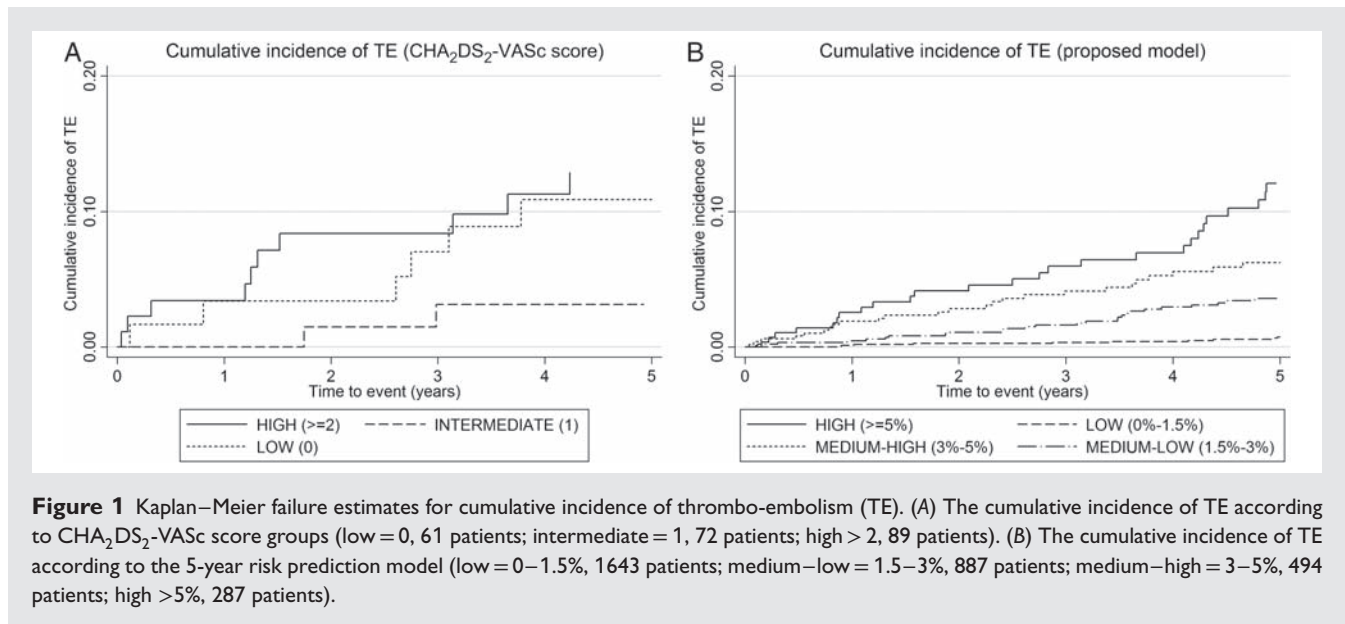 A
Cumulative incidence of TE (CHA₂DS₂-VASc score)
Cumulative incidence of TE
0.20
0.10
0.00
0 1 2 3 4 5
Time to event (years)
HIGH (>=2) INTERMEDIATE (1)
LOW (0)
B
Cumulative incidence of TE (proposed model)
Cumulative incidence of TE
0.20
0.10
0.00
0 1 2 3 4 5
Time to event (years)
HIGH (>=5%) LOW (0%-1.5%)
MEDIUM-HIGH (3%-5%) MEDIUM-LOW (1.5%-3%)
Figure 1 Kaplan–Meier failure estimates for cumulative incidence of thrombo-embolism (TE). (A) The cumulative incidence of TE according
to CHA₂DS₂-VASc score groups (low = 0, 61 patients; intermediate = 1, 72 patients; high > 2, 89 patients). (B) The cumulative incidence of TE
according to the 5-year risk prediction model (low = 0–1.5%, 1643 patients; medium–low = 1.5–3%, 887 patients; medium–high = 3–5%, 494
patients; high >5%, 287 patients).